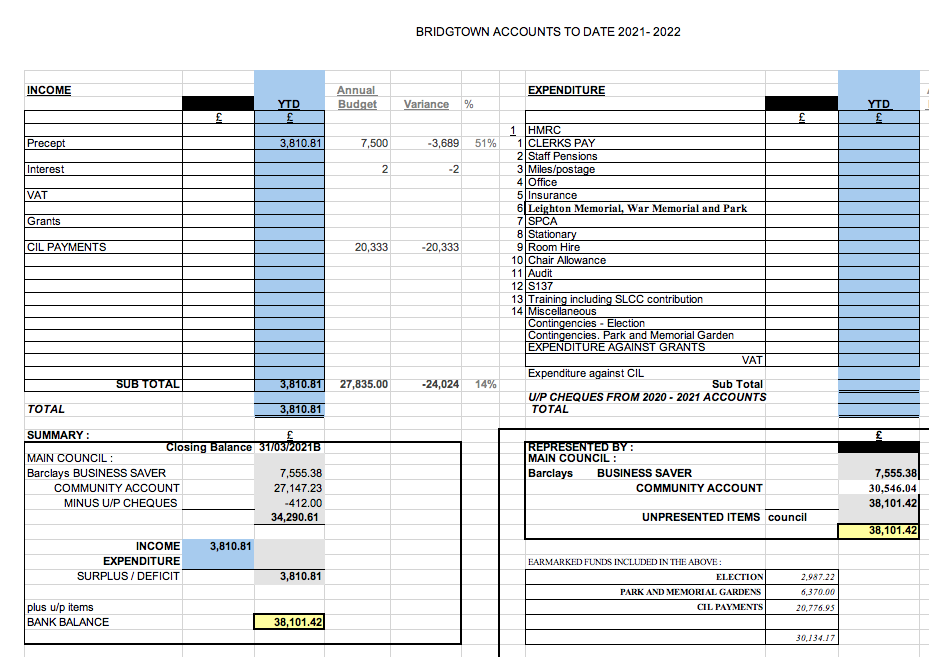 BRIDGTOWN ACCOUNTS TO DATE 2021- 2022
INCOME Annual EXPENDITURE
YTD Budget Variance % YTD
£ £ £ £
1 HMRC
Precept 3,810.81 7,500 -3,689 51% 1 CLERKS PAY
2 Staff Pensions
Interest 2 -2 3 Miles/postage
4 Office
VAT 5 Insurance
6 Leighton Memorial, War Memorial and Park
Grants 7 SPCA
8 Stationary
CIL PAYMENTS 20,333 -20,333 9 Room Hire
10 Chair Allowance
11 Audit
12 S137
13 Training including SLCC contribution
14 Miscellaneous
Contingencies - Election
Contingencies. Park and Memorial Garden
EXPENDITURE AGAINST GRANTS
VAT
Expenditure against CIL
SUB TOTAL 3,810.81 27,835.00 -24,024 14% Sub Total
U/P CHEQUES FROM 2020 - 2021 ACCOUNTS
TOTAL 3,810.81 TOTAL
SUMMARY : £ £
Closing Balance 31/03/2021B REPRESENTED BY :
MAIN COUNCIL : MAIN COUNCIL :
Barclays BUSINESS SAVER 7,555.38 Barclays BUSINESS SAVER 7,555.38
COMMUNITY ACCOUNT 27,147.23 COMMUNITY ACCOUNT 30,546.04
MINUS U/P CHEQUES -412.00 38,101.42
34,290.61 UNPRESENTED ITEMS council
38,101.42
INCOME 3,810.81
EXPENDITURE EARMARKED FUNDS INCLUDED IN THE ABOVE :
SURPLUS / DEFICIT 3,810.81 ELECTION 2,987.22
PARK AND MEMORIAL GARDENS 6,370.00
plus u/p items CIL PAYMENTS 20,776.95
BANK BALANCE 38,101.42
30,134.17